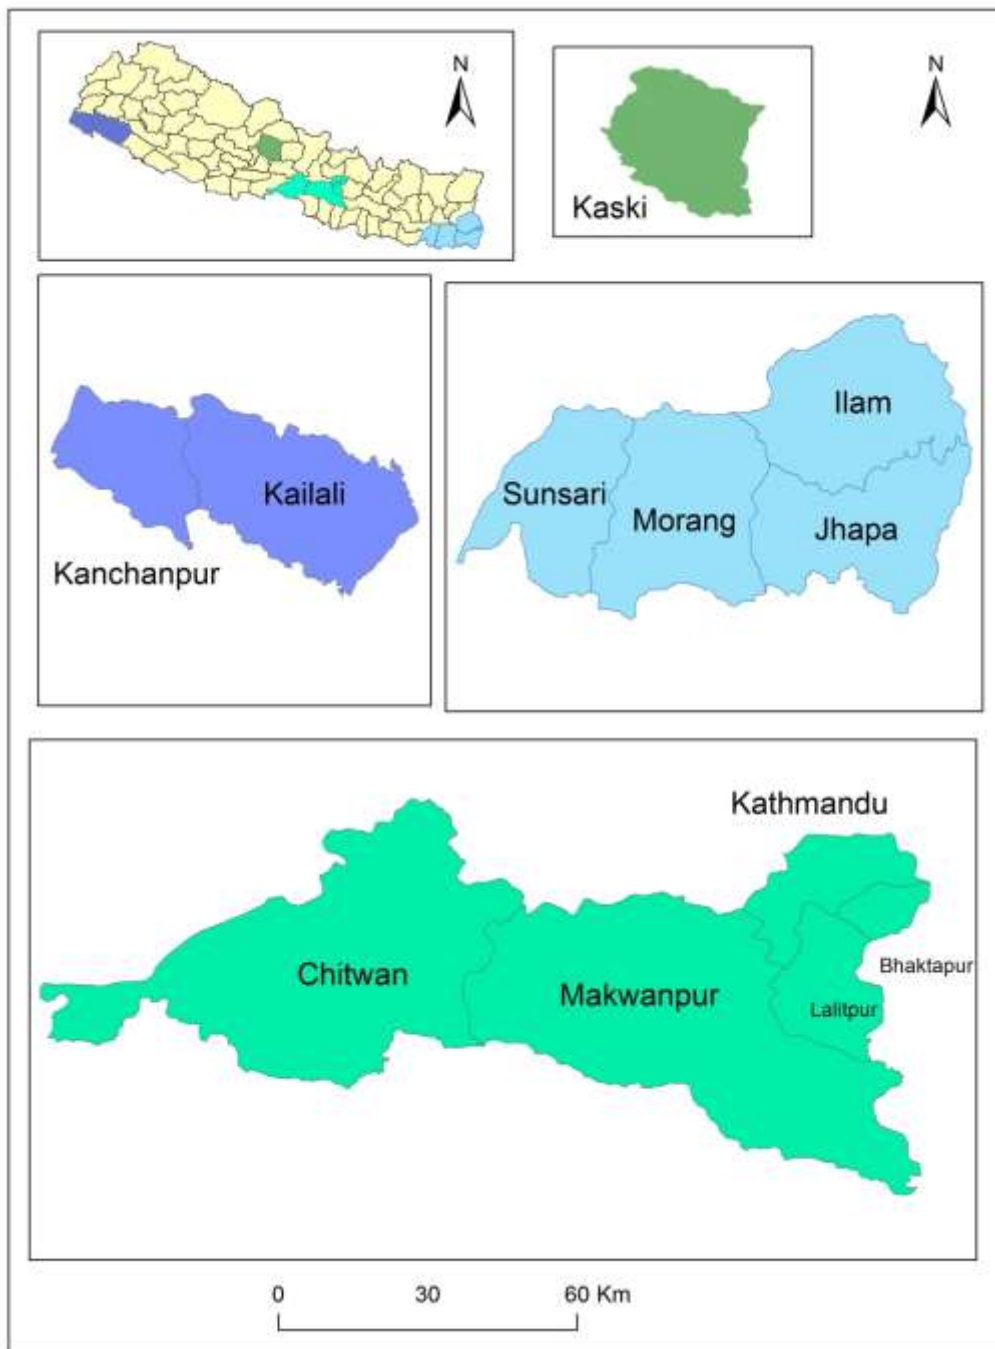 N
N
Kaski
Ilam
Kailali
Sunsari
Morang
Jhapa
Kanchanpur
Kathmandu
Chitwan
Makwanpur
Bhaktapur
Lalitpur
0 30 60 Km